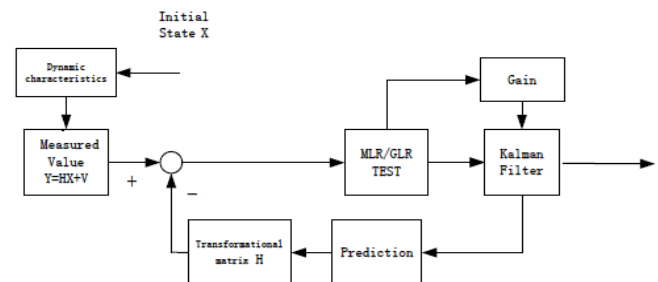 Initial
State X
Dynamic
characteristics
Gain
Measured
Value
Y=HX+V
+
−
MLR/GLR
TEST
Kalman
Filter
Transformational
matrix H
Prediction